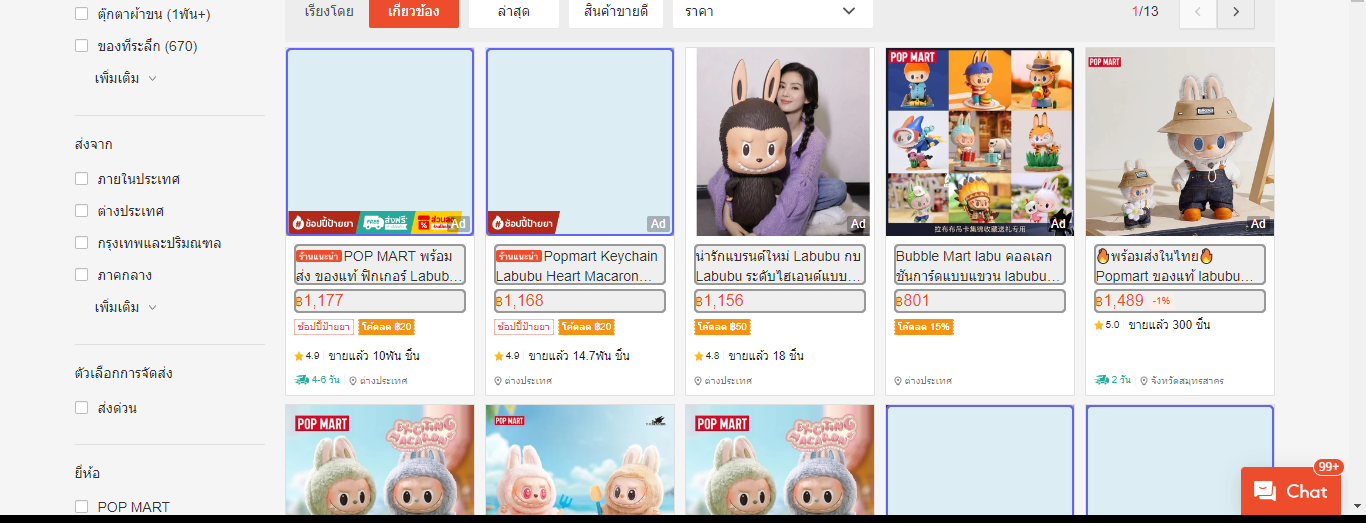 ตุ๊กตาผ้าขน (1พัน+)
ของที่ระลึก (670)
เพิ่มเติม
ส่งจาก
ภายในประเทศ
ต่างประเทศ
กรุงเทพและปริมณฑล
ภาคกลาง
เพิ่มเติม
ตัวเลือกการจัดส่ง
ส่งด่วน
ยี่ห้อ
POP MART
เรียงโดย
เกี่ยวข้อง
ล่าสุด
สินค้าขายดี
ราคา
1/13
ช้อปปี้ป้ายยา
FREE ส่งฟรี
Ad
ร้านแนะนำ POP MART พร้อม
ส่ง ของแท้ ฟิกเกอร์ Labub...
฿1,177
ช้อปปี้ป้ายยา โค้ดลด ฿20
4.9 ขายแล้ว 10พัน ชิ้น
4-6 วัน ต่างประเทศ
ช้อปปี้ป้ายยา
Ad
ร้านแนะนำ Popmart Keychain
Labubu Heart Macaron...
฿1,168
ช้อปปี้ป้ายยา โค้ดลด ฿20
4.9 ขายแล้ว 14.7พัน ชิ้น
ต่างประเทศ
Ad
น่ารักแบรนด์ใหม่ Labubu กบ
Labubu ระดับไฮเอนด์แบบ...
฿1,156
โค้ดลด ฿50
4.8 ขายแล้ว 18 ชิ้น
ต่างประเทศ
POP MART
拉布布吊卡集锦收藏送礼专用
Ad
Bubble Mart labu คอลเลก
ชันการ์ดแบบแขวน labubu...
฿801
โค้ดลด 15%
ต่างประเทศ
POP MART
Ad
🔥พร้อมส่งในไทย🔥
Popmart ของแท้ labubu...
฿1,489 -1%
5.0 ขายแล้ว 300 ชิ้น
2 วัน จังหวัดสมุทรสาคร
POP MART
EXCITING
MACARON
POP MART
POP MART
EXCITING
MACARON
99+
Chat